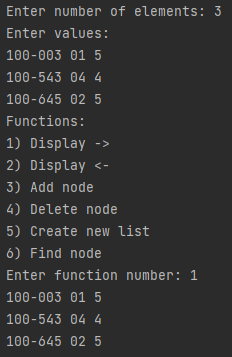 Enter number of elements: 3
Enter values:
100-003 01 5
100-543 04 4
100-645 02 5
Functions:
1) Display ->
2) Display <-
3) Add node
4) Delete node
5) Create new list
6) Find node
Enter function number: 1
100-003 01 5
100-543 04 4
100-645 02 5